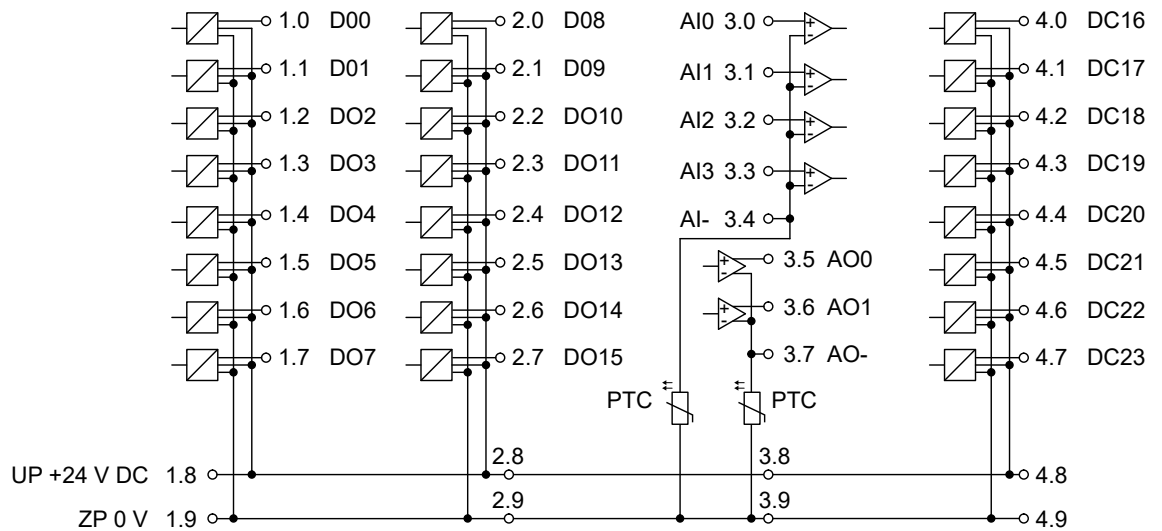 1.0 D00 2.0 D08 AI0 3.0 4.0 DC16
1.1 D01 2.1 D09 AI1 3.1 4.1 DC17
1.2 DO2 2.2 DO10 AI2 3.2 4.2 DC18
1.3 DO3 2.3 DO11 AI3 3.3 4.3 DC19
1.4 DO4 2.4 DO12 AI- 3.4 4.4 DC20
1.5 DO5 2.5 DO13 3.5 AO0 4.5 DC21
1.6 DO6 2.6 DO14 3.6 AO1 4.6 DC22
1.7 DO7 2.7 DO15 3.7 AO- 4.7 DC23
PTC PTC
UP +24 V DC 1.8 2.8 3.8 4.8
ZP 0 V 1.9 2.9 3.9 4.9